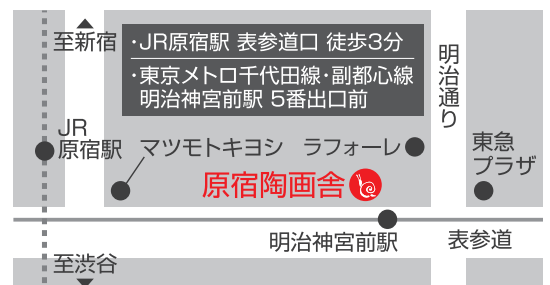 至新宿
・JR原宿駅 表参道口 徒歩3分
・東京メトロ千代田線・副都心線
明治神宮前駅 5番出口前
明治通り
JR
原宿駅
マツモトキヨシ
ラフォーレ
東急
プラザ
原宿陶画舎
明治神宮前駅
表参道
至渋谷